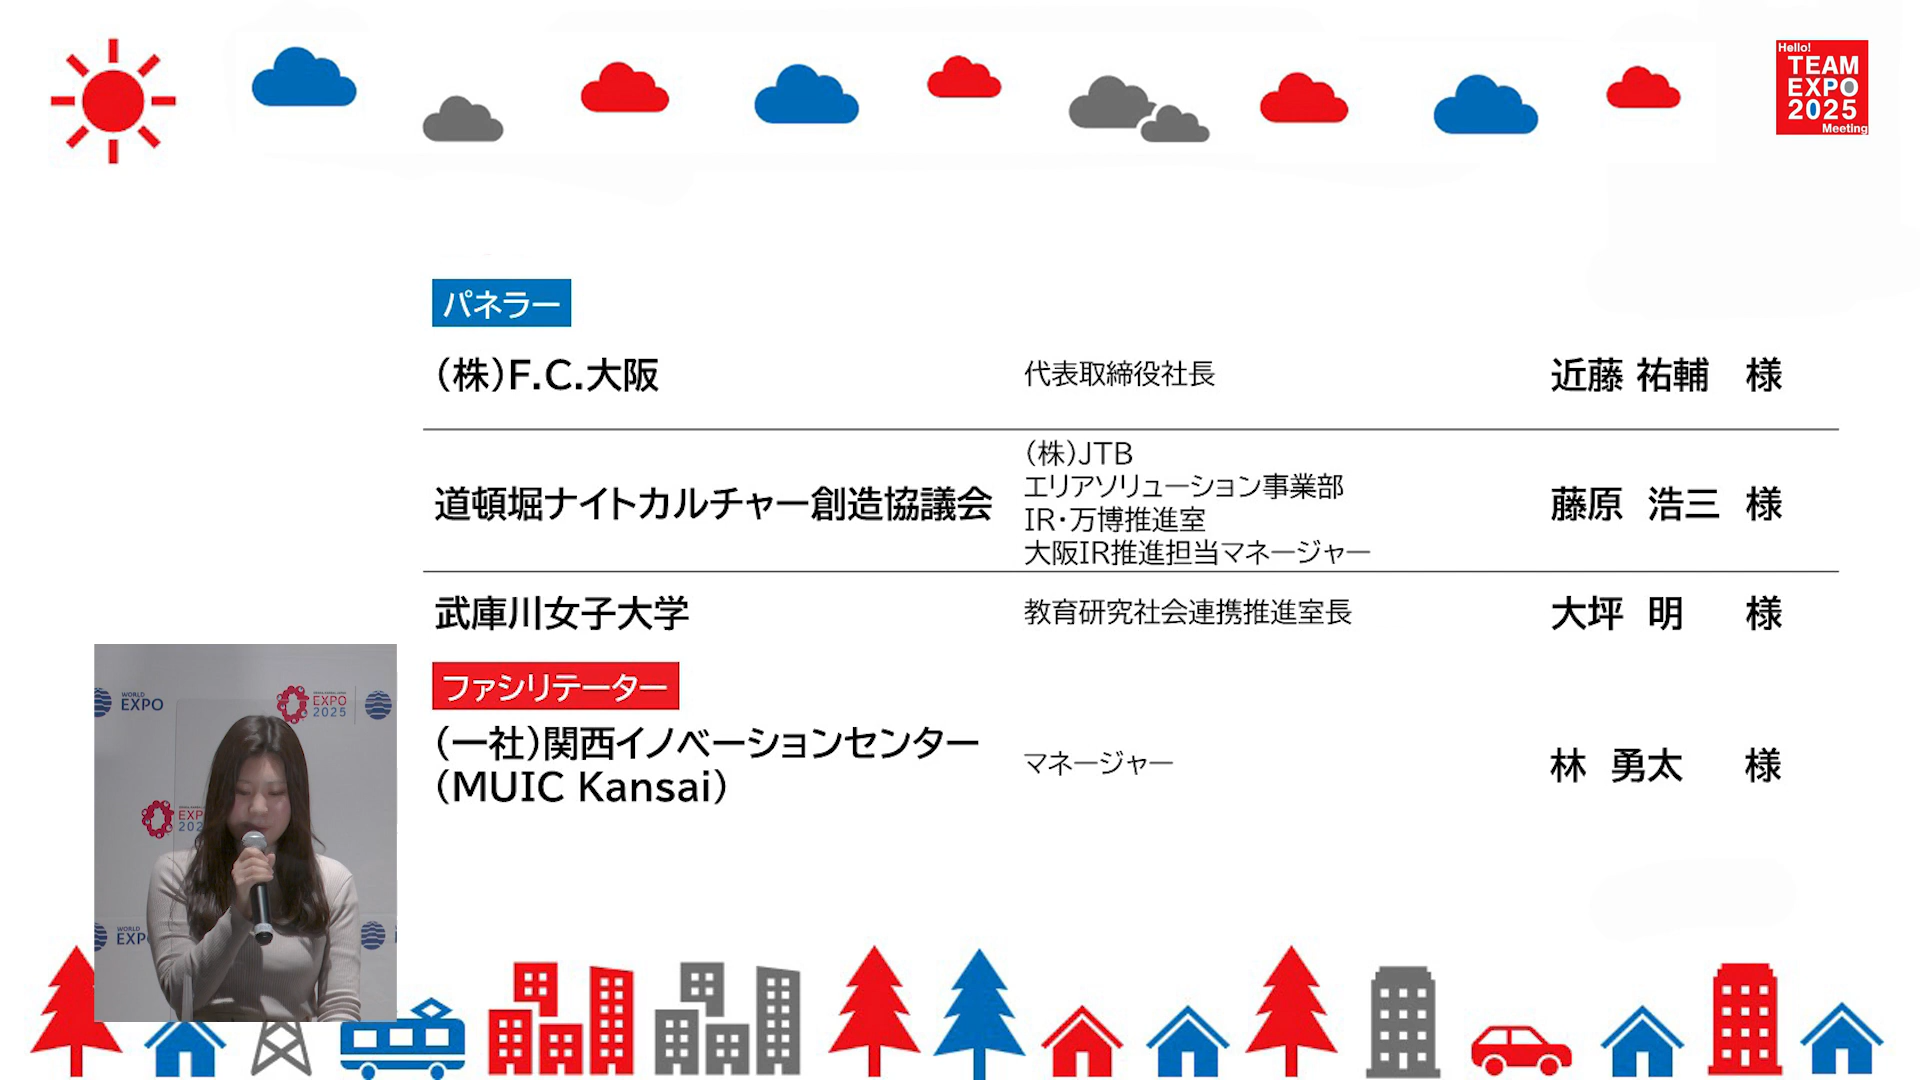 Hello!
TEAM
EXPO
2025
Meeting
パネラー
（株）F.C.大阪 代表取締役社長 近藤 祐輔 様
道頓堀ナイトカルチャー創造協議会 （株）JTB
エリアソリューション事業部
IR・万博推進室
大阪IR推進担当マネージャー
藤原 浩三 様
武庫川女子大学 教育研究社会連携推進室長 大坪 明 様
ファシリテーター
（一社）関西イノベーションセンター
（MUIC Kansai）
マネージャー
林 勇太 様
WORLD
EXPO
EXPO
2025
EXP
202
WORLD
EXP